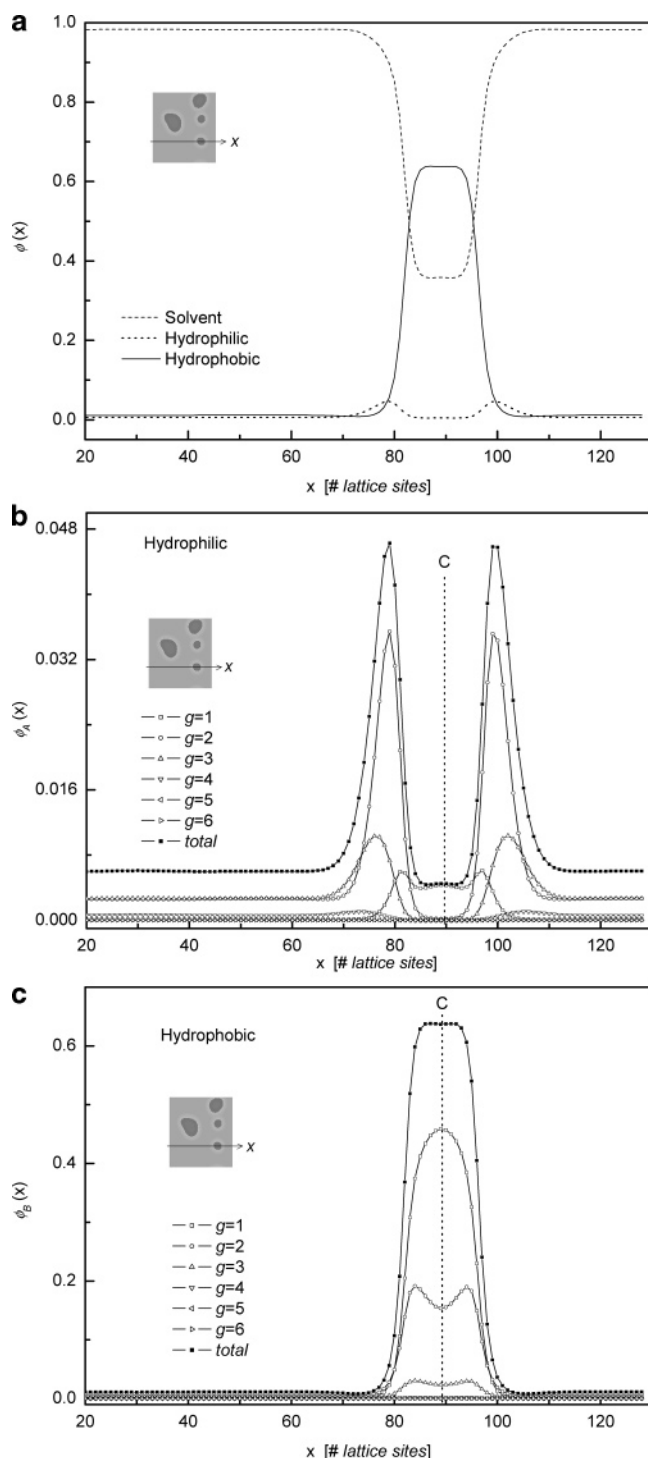 a
1.0
0.8
0.6
0.4
0.2
0.0
ϕ (x)
x
Solvent
Hydrophilic
Hydrophobic
20 40 60 80 100 120
x [# lattice sites]
b
0.048
0.032
0.016
0.000
ϕA (x)
Hydrophilic
C
x
g=1
g=2
g=3
g=4
g=5
g=6
total
20 40 60 80 100 120
x [# lattice sites]
c
0.6
0.4
0.2
0.0
ϕB (x)
Hydrophobic
C
x
g=1
g=2
g=3
g=4
g=5
g=6
total
20 40 60 80 100 120
x [# lattice sites]